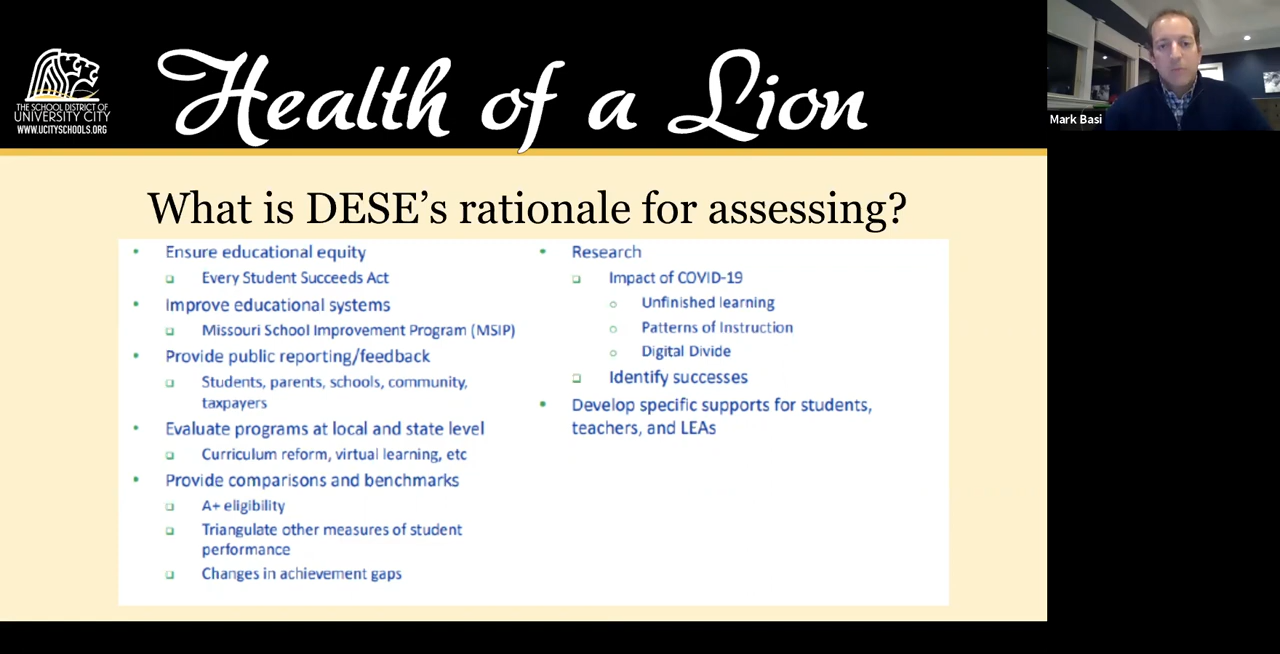 THE SCHOOL DISTRICT OF
UNIVERSITY CITY
WWW.UCITYSCHOOLS.ORG
Health of a Lion
Mark Basi
What is DESE’s rationale for assessing?
Ensure educational equity
Every Student Succeeds Act
Improve educational systems
Missouri School Improvement Program (MSIP)
Provide public reporting/feedback
Students, parents, schools, community,
taxpayers
Evaluate programs at local and state level
Curriculum reform, virtual learning, etc
Provide comparisons and benchmarks
A+ eligibility
Triangulate other measures of student
performance
Changes in achievement gaps
Research
Impact of COVID-19
Unfinished learning
Patterns of Instruction
Digital Divide
Identify successes
Develop specific supports for students,
teachers, and LEAs